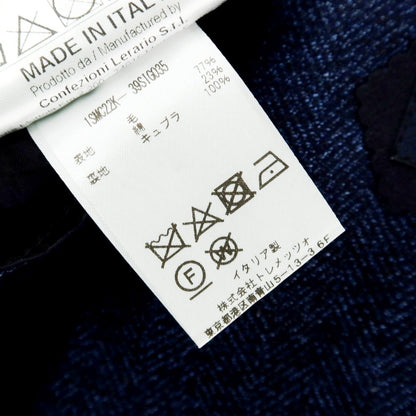 MADE IN ITALY
Prodotto da / Manufactured by
Confezioni Lerario S.r.l.
1SMC22K-39SIG035
表地 毛 77%
綿 23%
裏地 キュプラ 100%
F
イタリア製
株式会社トレメッツォ
東京都港区南青山5-13-3 6F